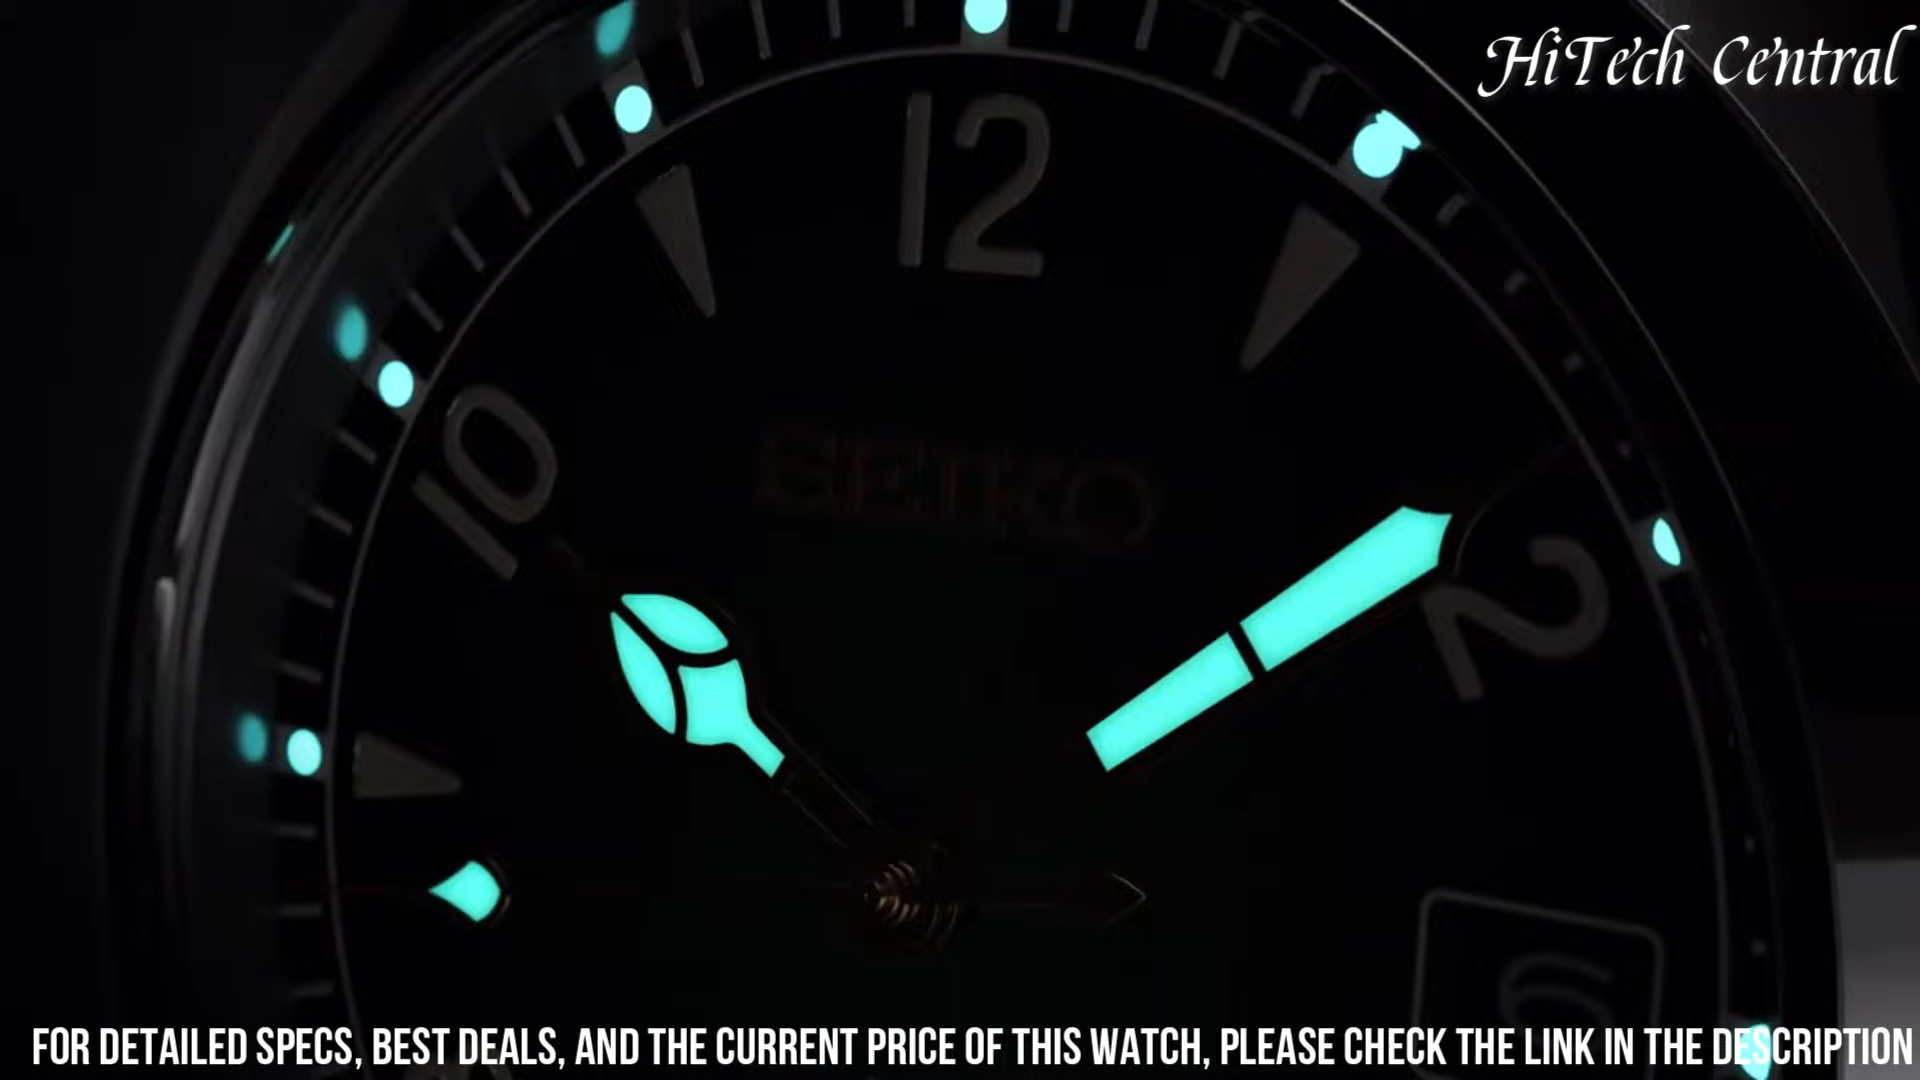 HiTech Central
12
10
SEIKO
2
6
FOR DETAILED SPECS, BEST DEALS, AND THE CURRENT PRICE OF THIS WATCH, PLEASE CHECK THE LINK IN THE DESCRIPTION